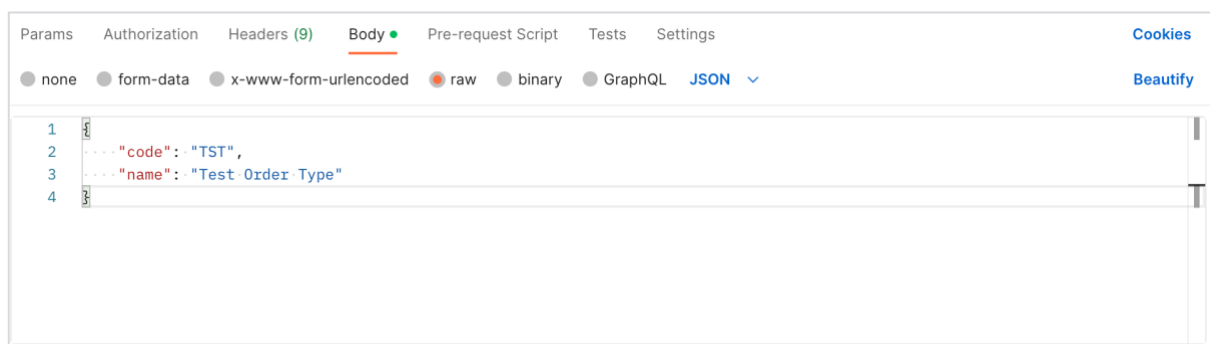 Params Authorization Headers (9) Body Pre-request Script Tests Settings Cookies
none form-data x-www-form-urlencoded raw binary GraphQL JSON Beautify
1 {
2 "code": "TST",
3 "name": "Test Order Type"
4 }